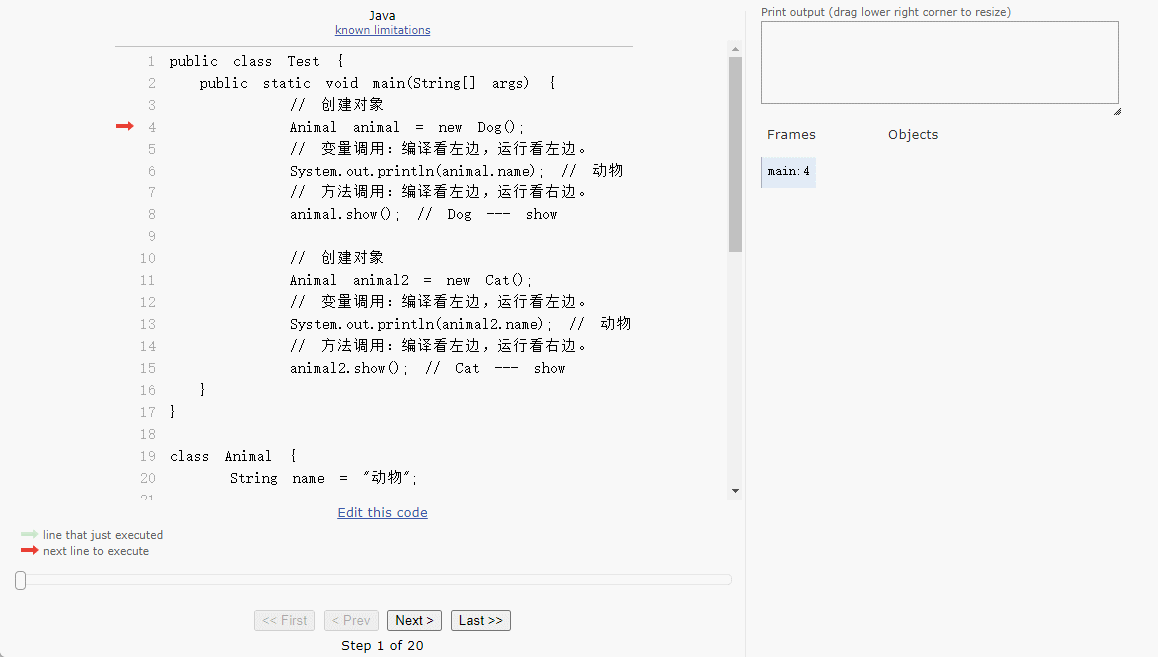 Java
known limitations
1 public class Test {
2 public static void main(String[] args) {
3 // 创建对象
4 Animal animal = new Dog();
5 // 变量调用：编译看左边，运行看左边。
6 System.out.println(animal.name); // 动物
7 // 方法调用：编译看左边，运行看右边。
8 animal.show(); // Dog --- show
9
10 // 创建对象
11 Animal animal2 = new Cat();
12 // 变量调用：编译看左边，运行看左边。
13 System.out.println(animal2.name); // 动物
14 // 方法调用：编译看左边，运行看右边。
15 animal2.show(); // Cat --- show
16 }
17 }
18
19 class Animal {
20 String name = "动物";
21
Edit this code
line that just executed
next line to execute
<< First < Prev Next > Last >>
Step 1 of 20
Print output (drag lower right corner to resize)
Frames Objects
main:4